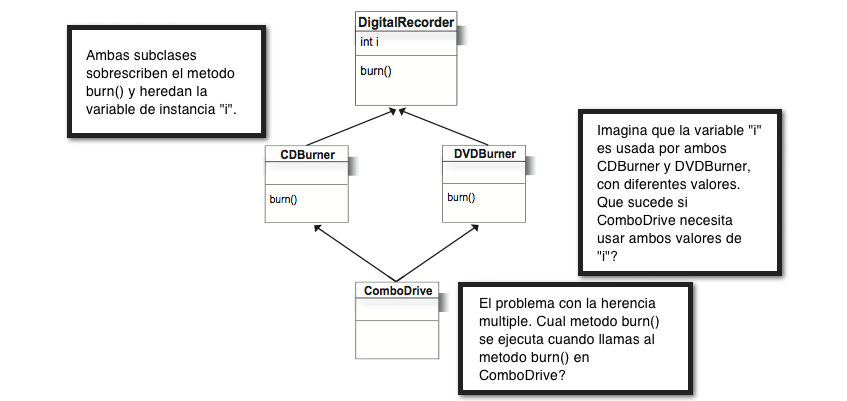 DigitalRecorder
int i
burn()
Ambas subclases
sobrescriben el metodo
burn() y heredan la
variable de instancia "i".
CDBurner
burn()
DVDBurner
burn()
Imagina que la variable "i"
es usada por ambos
CDBurner y DVDBurner,
con diferentes valores.
Que sucede si
ComboDrive necesita
usar ambos valores de
"i"?
ComboDrive
El problema con la herencia
multiple. Cual metodo burn()
se ejecuta cuando llamas al
metodo burn() en
ComboDrive?